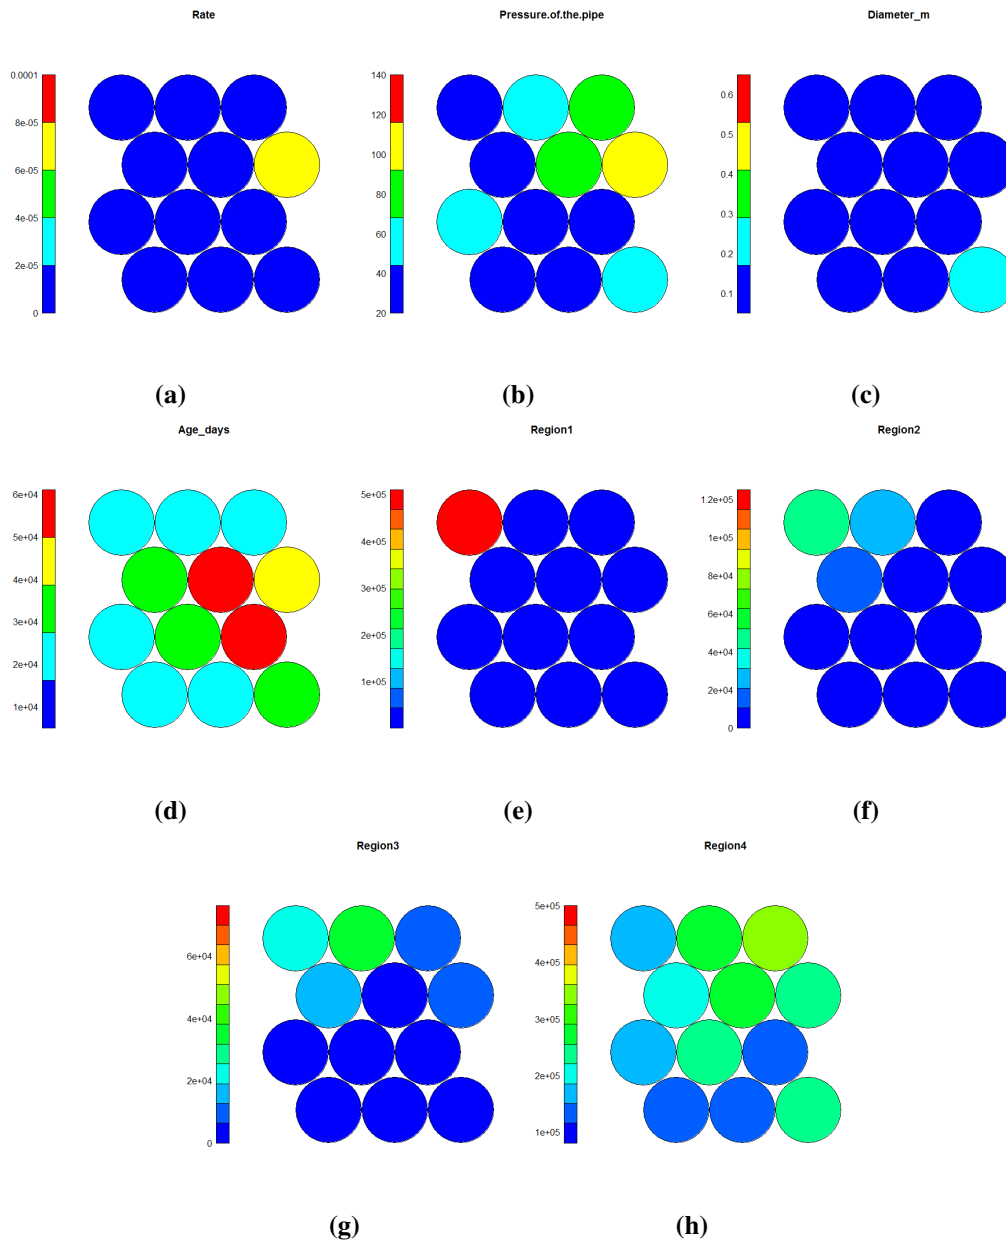 Rate
Pressure.of.the.pipe
Diameter_m
0.0001
8e-05
6e-05
4e-05
2e-05
0
140
120
100
80
60
40
20
0.6
0.5
0.4
0.3
0.2
0.1
(a)
(b)
(c)
Age_days
Region1
Region2
6e+04
5e+04
4e+04
3e+04
2e+04
1e+04
5e+05
4e+05
3e+05
2e+05
1e+05
1.2e+05
1e+05
8e+04
6e+04
4e+04
2e+04
0
(d)
(e)
(f)
Region3
Region4
6e+04
4e+04
2e+04
0
5e+05
4e+05
3e+05
2e+05
1e+05
(g)
(h)